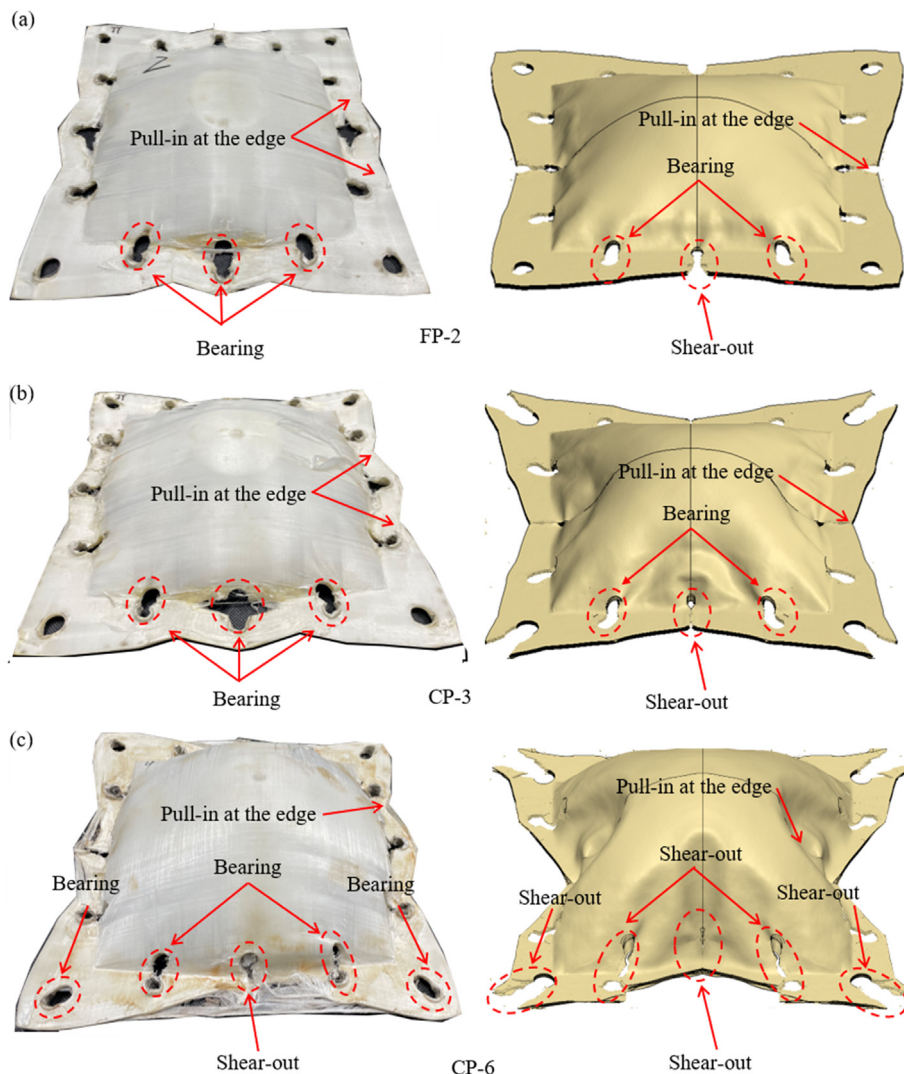 (a)
Pull-in at the edge
Bearing
FP-2
Pull-in at the edge
Bearing
Shear-out
(b)
Pull-in at the edge
Bearing
CP-3
Pull-in at the edge
Bearing
Shear-out
(c)
Pull-in at the edge
Bearing
Bearing
Bearing
Shear-out
CP-6
Pull-in at the edge
Shear-out
Shear-out
Shear-out
Shear-out